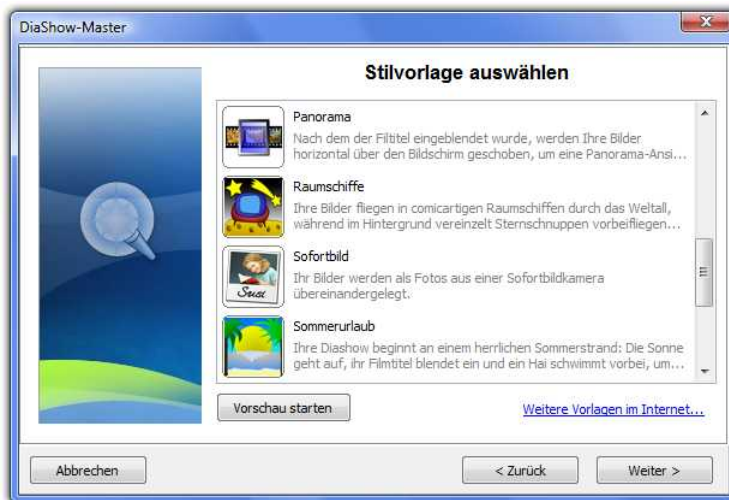 DiaShow-Master
Stilvorlage auswählen
Panorama
Nach dem der Filtitel eingeblendet wurde, werden Ihre Bilder
horizontal über den Bildschirm geschoben, um eine Panorama-Ansi...
Raumschiffe
Ihre Bilder fliegen in comicartigen Raumschiffen durch das Weltall,
während im Hintergrund vereinzelt Sternschnuppen vorbeifliegen...
Sofortbild
Ihr Bilder werden als Fotos aus einer Sofortbildkamera
übereinandergelegt.
Susi
Sommerurlaub
Ihre Diashow beginnt an einem herrlichen Sommerstrand: Die Sonne
geht auf, ihr Filmtitel blendet ein und ein Hai schwimmt vorbei, um...
Vorschau starten
Weitere Vorlagen im Internet...
Abbrechen
< Zurück
Weiter >